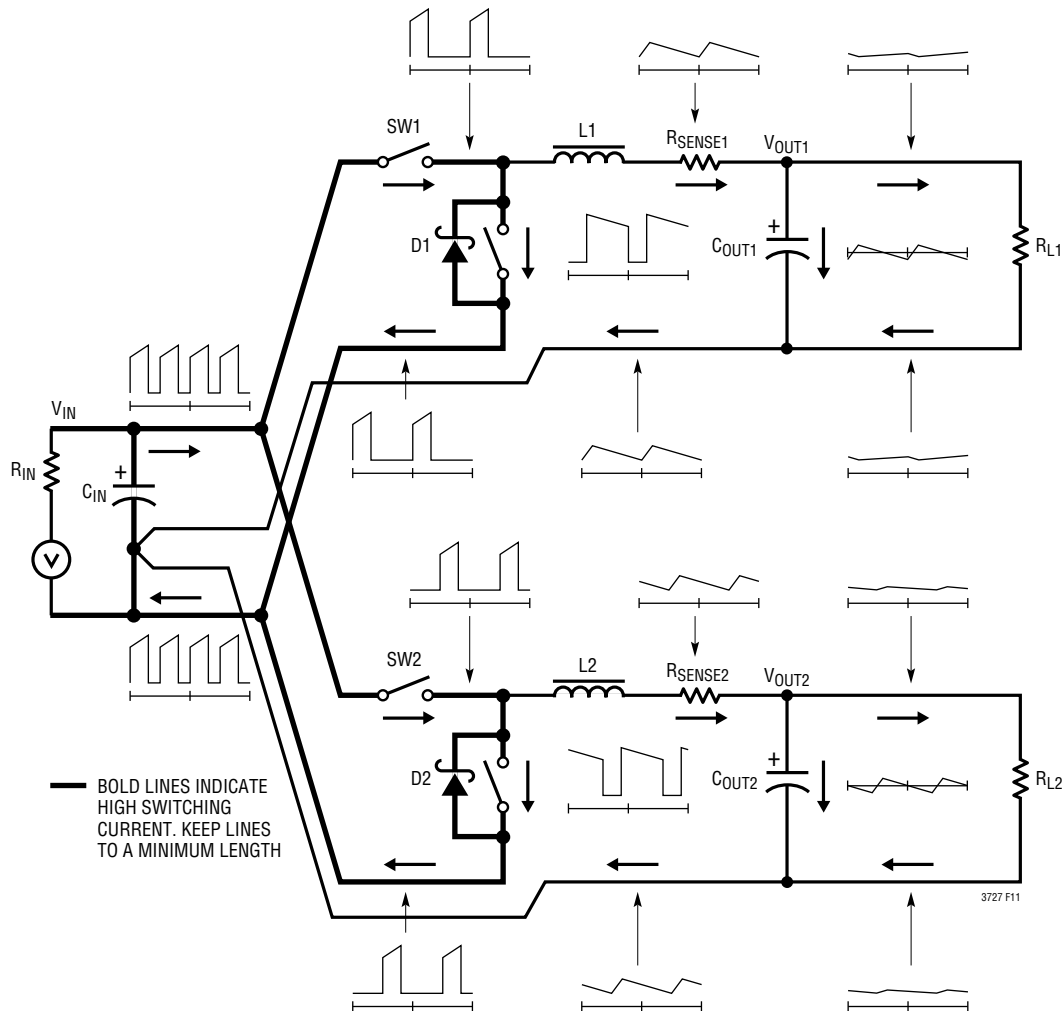 SW1
L1
RSENSE1
VOUT1
D1
COUT1
+
RL1
VIN
RIN
+
CIN
V
SW2
L2
RSENSE2
VOUT2
D2
COUT2
+
RL2
BOLD LINES INDICATE
HIGH SWITCHING
CURRENT. KEEP LINES
TO A MINIMUM LENGTH
3727 F11